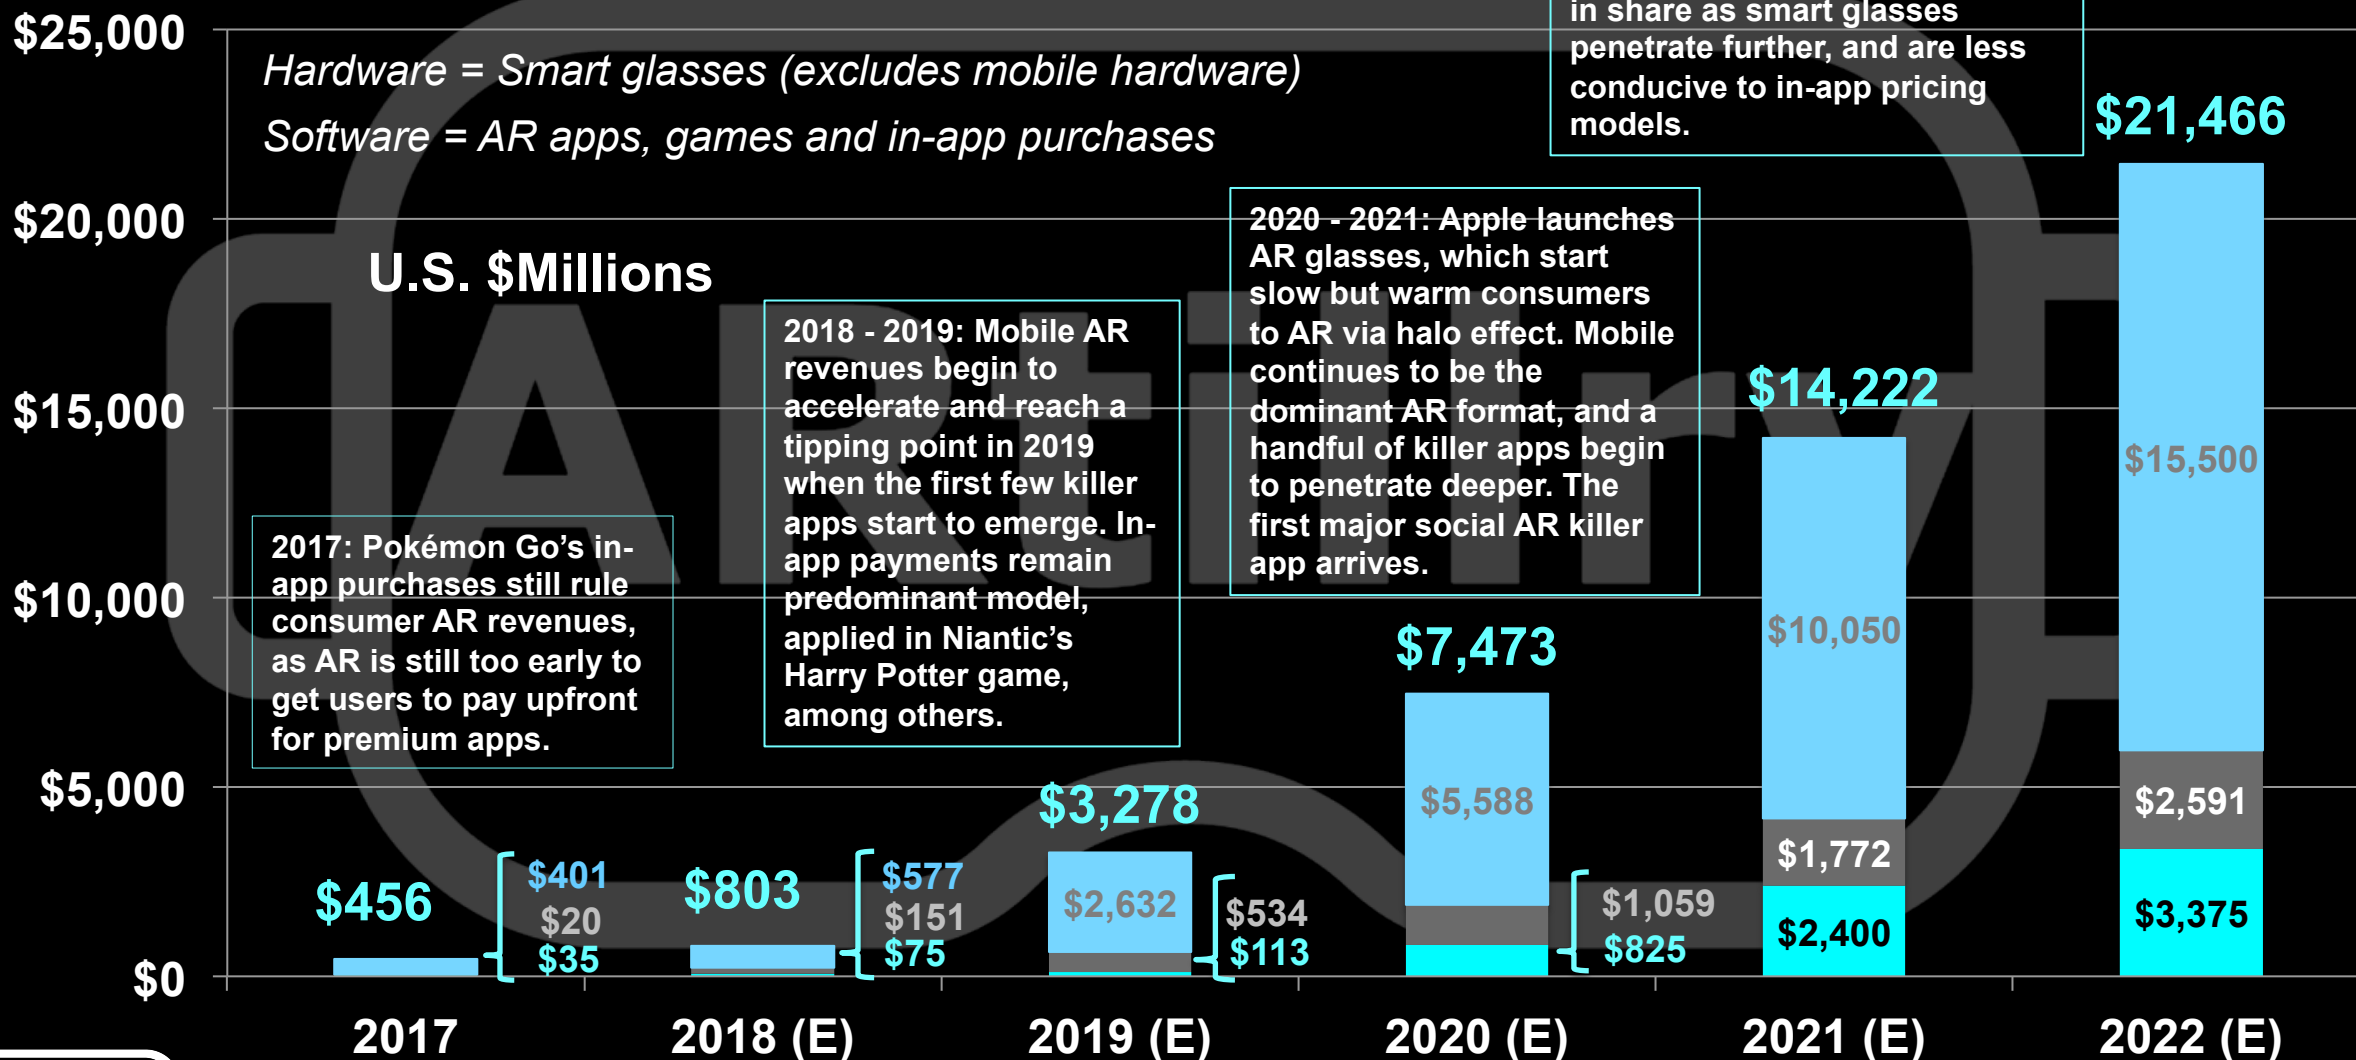 in share as smart glasses
penetrate further, and are less
conducive to in-app pricing
models.
$25,000
$20,000
$15,000
$10,000
$5,000
$0
Hardware = Smart glasses (excludes mobile hardware)
Software = AR apps, games and in-app purchases
U.S. $Millions
ARtillry
2017: Pokémon Go’s in-
app purchases still rule
consumer AR revenues,
as AR is still too early to
get users to pay upfront
for premium apps.
2018 - 2019: Mobile AR
revenues begin to
accelerate and reach a
tipping point in 2019
when the first few killer
apps start to emerge. In-
app payments remain
predominant model,
applied in Niantic’s
Harry Potter game,
among others.
2020 - 2021: Apple launches
AR glasses, which start
slow but warm consumers
to AR via halo effect. Mobile
continues to be the
dominant AR format, and a
handful of killer apps begin
to penetrate deeper. The
first major social AR killer
app arrives.
$456
$401
$20
$35
$803
$577
$151
$75
$3,278
$2,632
$534
$113
$7,473
$5,588
$1,059
$825
$14,222
$10,050
$1,772
$2,400
$21,466
$15,500
$2,591
$3,375
2017
2018 (E)
2019 (E)
2020 (E)
2021 (E)
2022 (E)